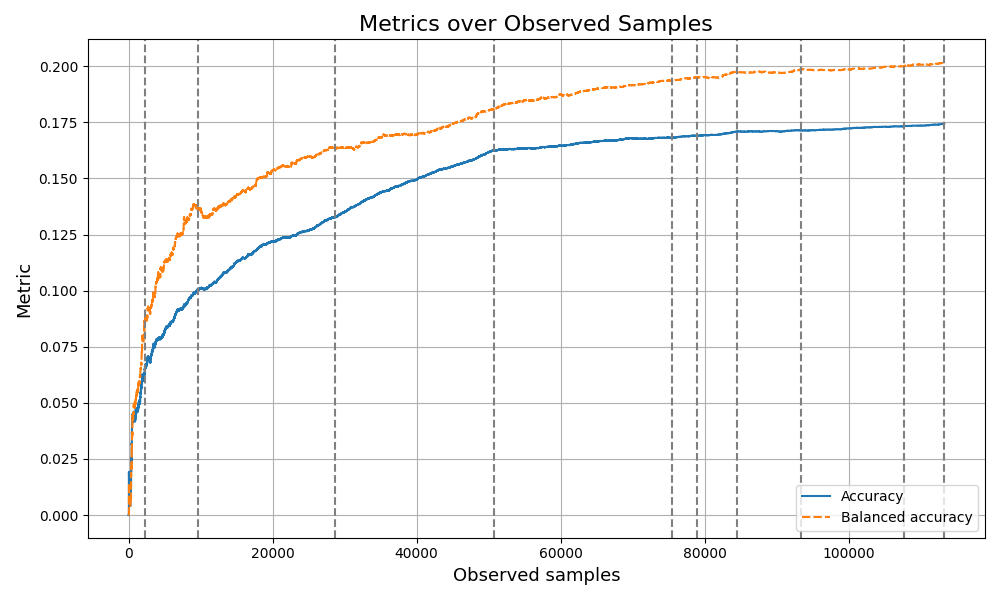 Metrics over Observed Samples
Metric
0.200
0.175
0.150
0.125
0.100
0.075
0.050
0.025
0.000
0 20000 40000 60000 80000 100000
Observed samples
Accuracy
Balanced accuracy